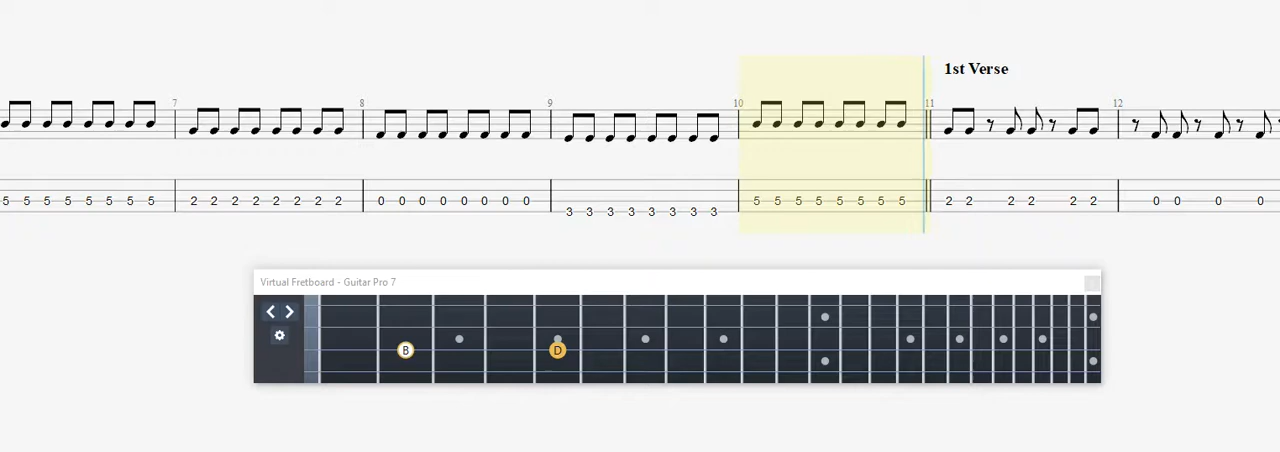 1st Verse
7 8 9 10 11 12
5 5 5 5 5 5 5 5 2 2 2 2 2 2 2 2 0 0 0 0 0 0 0 0 5 5 5 5 5 5 5 5 2 2 2 2 2 2 0 0 0 0
3 3 3 3 3 3 3 3
Virtual Fretboard - Guitar Pro 7
B D